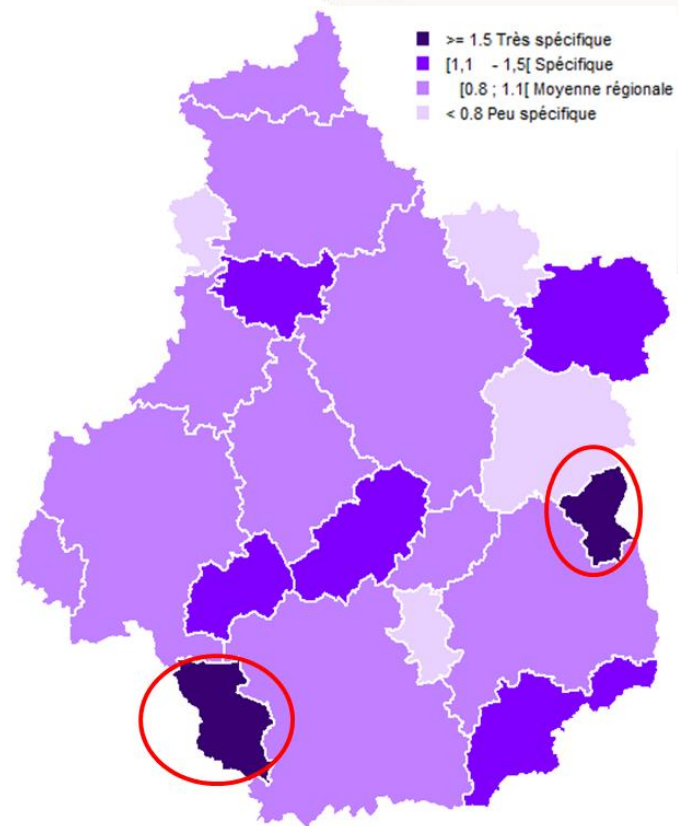 >= 1.5 Très spécifique
[1,1 - 1,5[ Spécifique
[0.8 ; 1.1[ Moyenne régionale
< 0.8 Peu spécifique